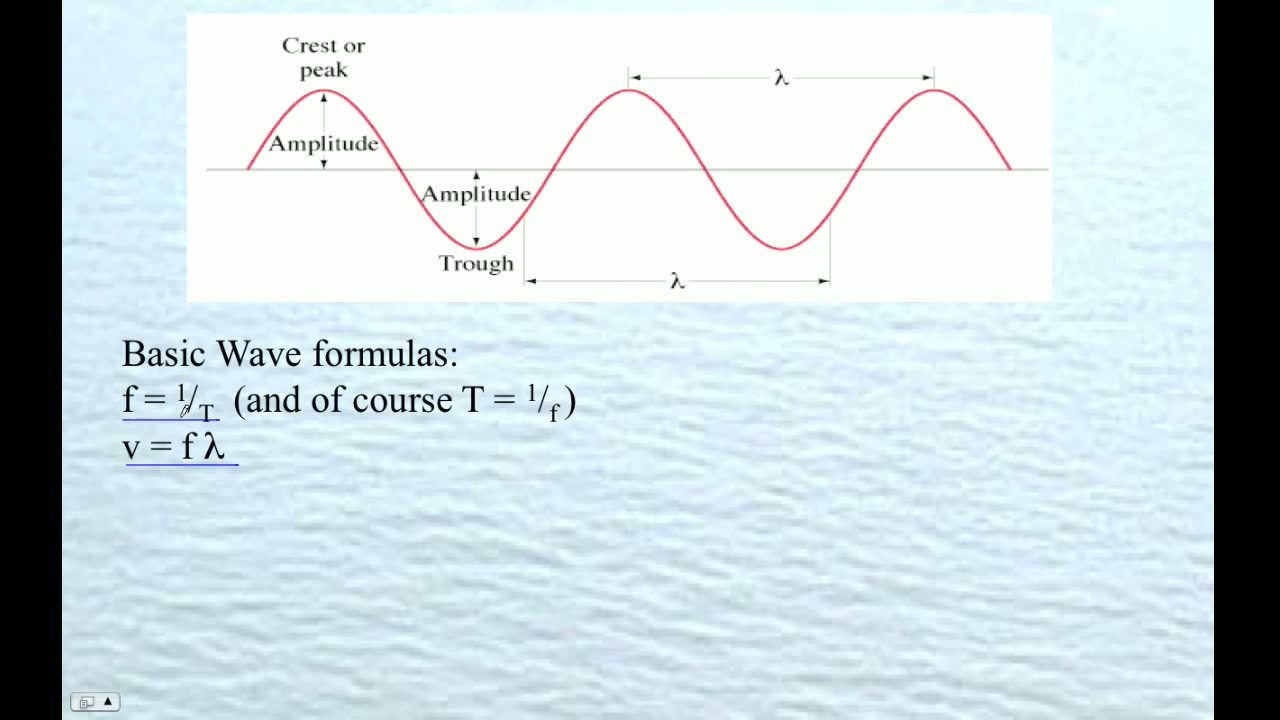 Crest or
peak
λ
Amplitude
Amplitude
Trough
λ
Basic Wave formulas:
f = 1/T (and of course T = 1/f)
v = f λ